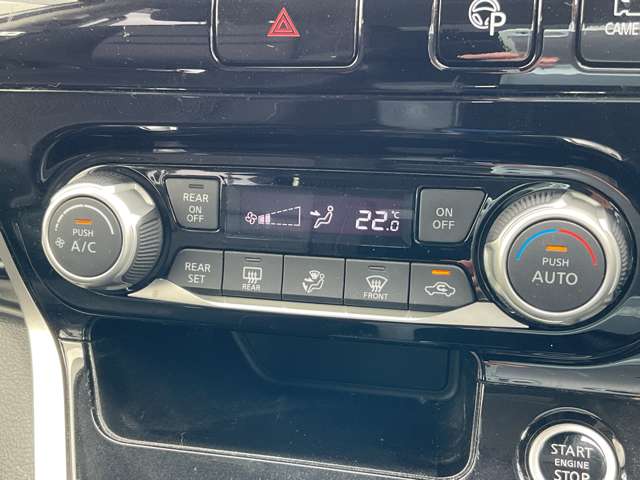 P
CAME
REAR
ON
OFF
PUSH
A/C
22.0
°C
ON
OFF
PUSH
AUTO
REAR
SET
REAR
FRONT
START
ENGINE
STOP